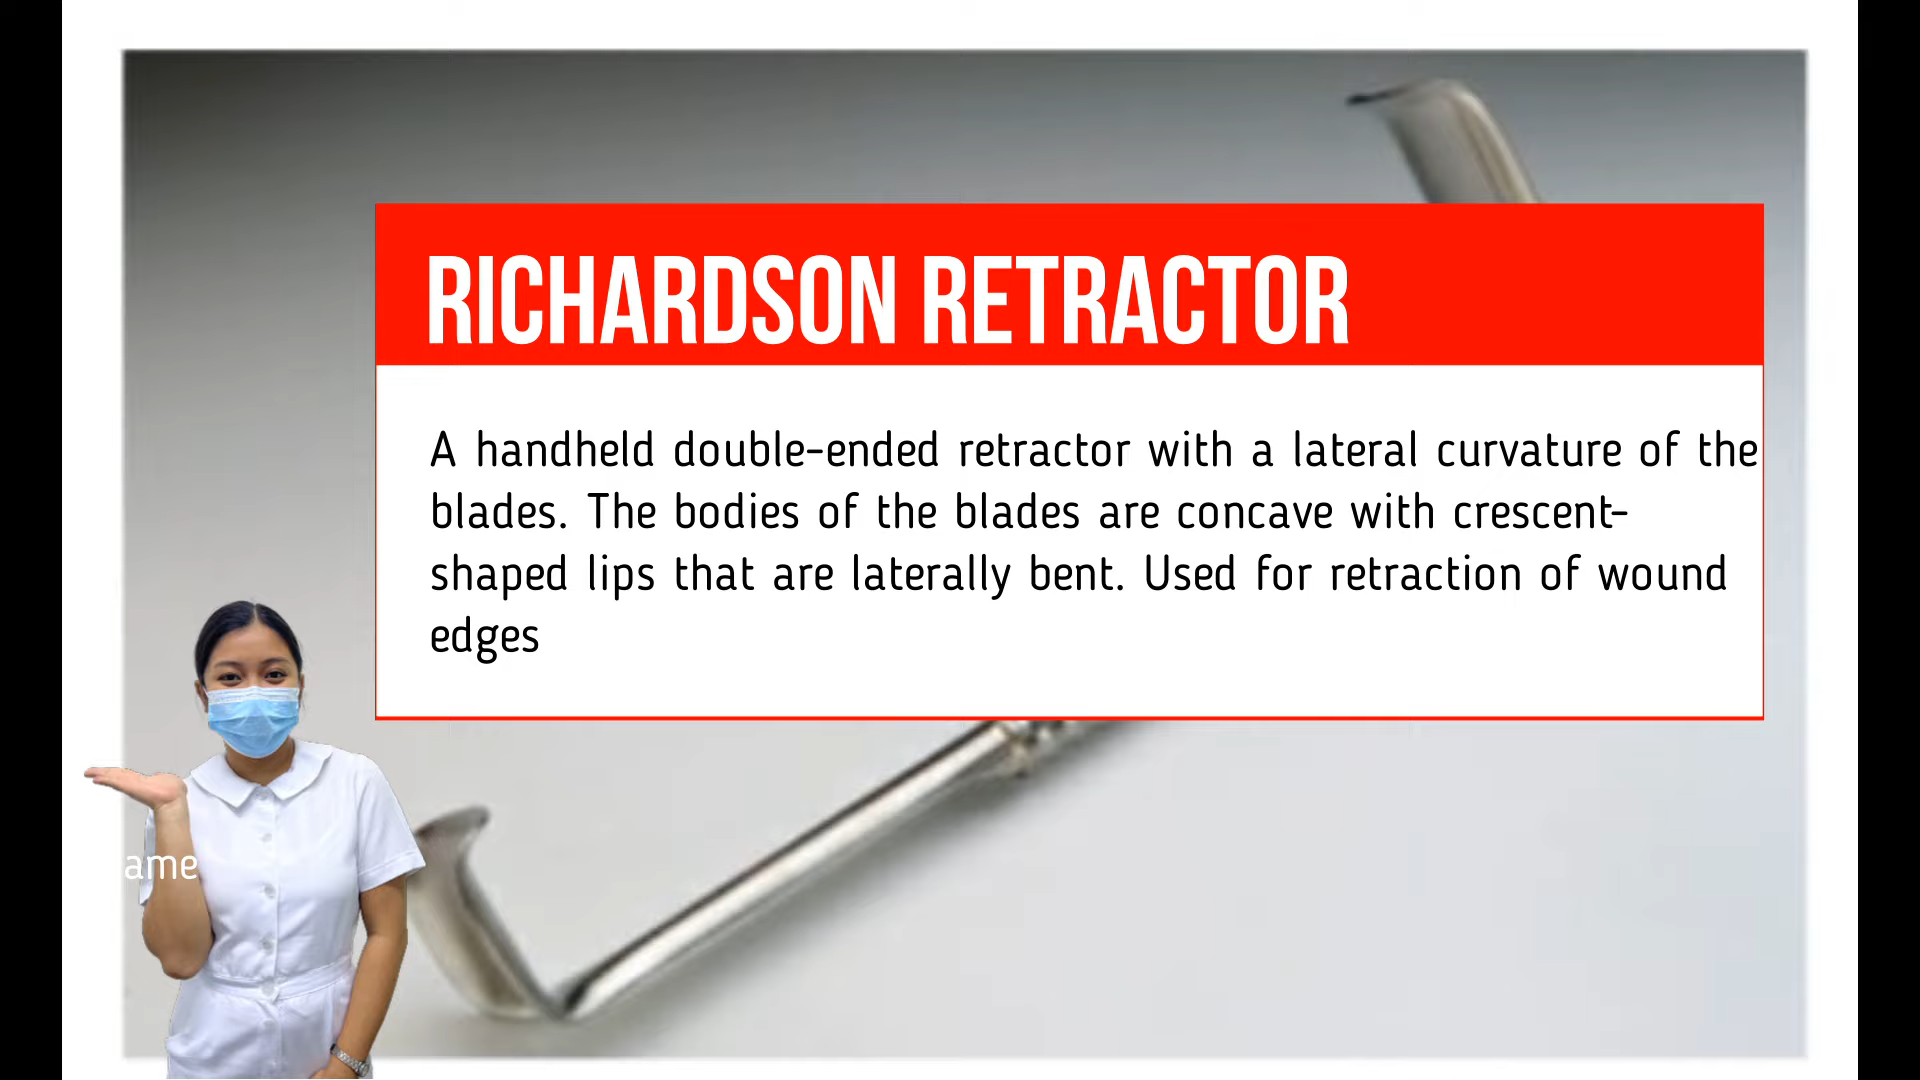 RICHARDSON RETRACTOR
A handheld double-ended retractor with a lateral curvature of the
blades. The bodies of the blades are concave with crescent-
shaped lips that are laterally bent. Used for retraction of wound
edges
ame